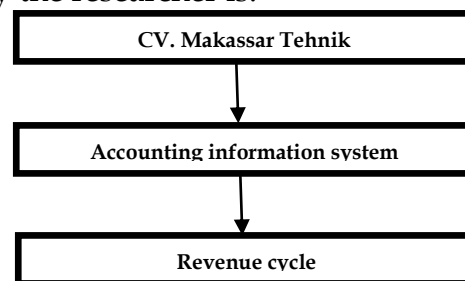 the researcher is:
CV. Makassar Tehnik
Accounting information system
Revenue cycle